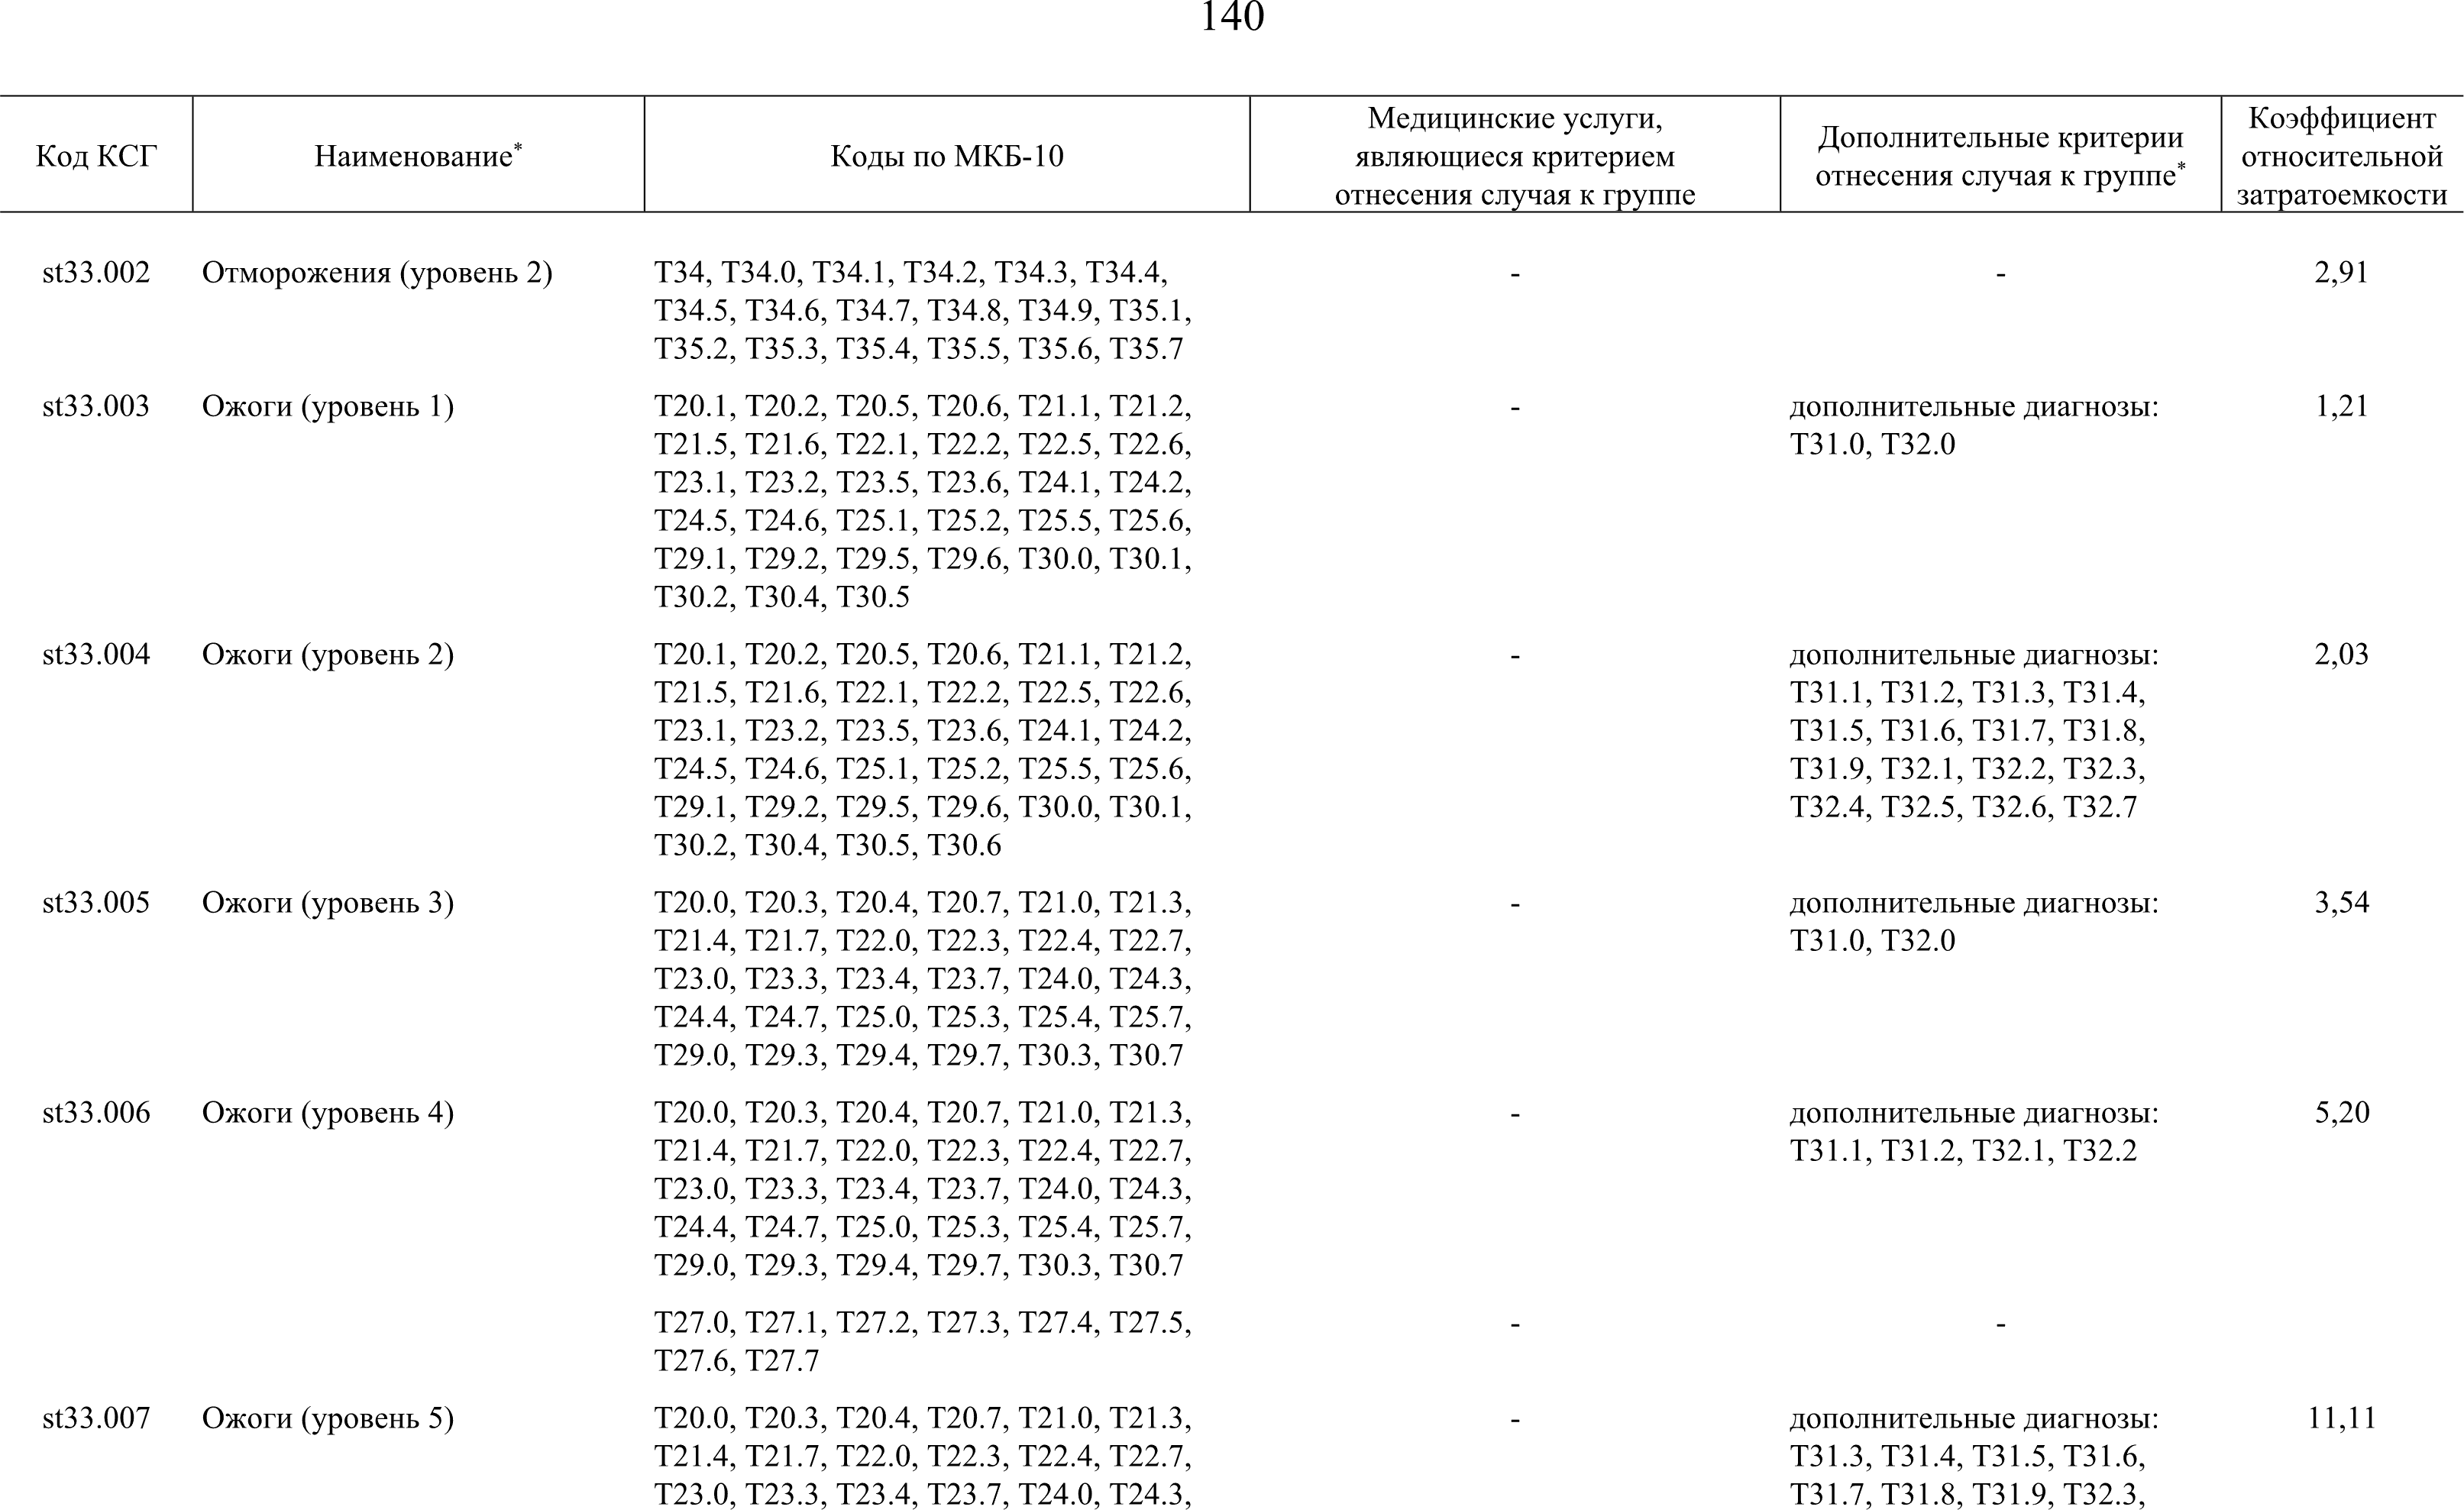 140
Код КСГ
Наименование*
Коды по МКБ-10
Медицинские услуги,
являющиеся критерием
отнесения случая к группе
Дополнительные критерии
отнесения случая к группе*
Коэффициент
относительной
затратоемкости
st33.002 Отморожения (уровень 2) T34, T34.0, T34.1, T34.2, T34.3, T34.4, - - 2,91
T34.5, T34.6, T34.7, T34.8, T34.9, T35.1,
T35.2, T35.3, T35.4, T35.5, T35.6, T35.7
st33.003 Ожоги (уровень 1) T20.1, T20.2, T20.5, T20.6, T21.1, T21.2, - дополнительные диагнозы: 1,21
T21.5, T21.6, T22.1, T22.2, T22.5, T22.6, T31.0, T32.0
T23.1, T23.2, T23.5, T23.6, T24.1, T24.2,
T24.5, T24.6, T25.1, T25.2, T25.5, T25.6,
T29.1, T29.2, T29.5, T29.6, T30.0, T30.1,
T30.2, T30.4, T30.5
st33.004 Ожоги (уровень 2) T20.1, T20.2, T20.5, T20.6, T21.1, T21.2, - дополнительные диагнозы: 2,03
T21.5, T21.6, T22.1, T22.2, T22.5, T22.6, T31.1, T31.2, T31.3, T31.4,
T23.1, T23.2, T23.5, T23.6, T24.1, T24.2, T31.5, T31.6, T31.7, T31.8,
T24.5, T24.6, T25.1, T25.2, T25.5, T25.6, T31.9, T32.1, T32.2, T32.3,
T29.1, T29.2, T29.5, T29.6, T30.0, T30.1, T32.4, T32.5, T32.6, T32.7
T30.2, T30.4, T30.5, T30.6
st33.005 Ожоги (уровень 3) T20.0, T20.3, T20.4, T20.7, T21.0, T21.3, - дополнительные диагнозы: 3,54
T21.4, T21.7, T22.0, T22.3, T22.4, T22.7, T31.0, T32.0
T23.0, T23.3, T23.4, T23.7, T24.0, T24.3,
T24.4, T24.7, T25.0, T25.3, T25.4, T25.7,
T29.0, T29.3, T29.4, T29.7, T30.3, T30.7
st33.006 Ожоги (уровень 4) T20.0, T20.3, T20.4, T20.7, T21.0, T21.3, - дополнительные диагнозы: 5,20
T21.4, T21.7, T22.0, T22.3, T22.4, T22.7, T31.1, T31.2, T32.1, T32.2
T23.0, T23.3, T23.4, T23.7, T24.0, T24.3,
T24.4, T24.7, T25.0, T25.3, T25.4, T25.7,
T29.0, T29.3, T29.4, T29.7, T30.3, T30.7
T27.0, T27.1, T27.2, T27.3, T27.4, T27.5, - -
T27.6, T27.7
st33.007 Ожоги (уровень 5) T20.0, T20.3, T20.4, T20.7, T21.0, T21.3, - дополнительные диагнозы: 11,11
T21.4, T21.7, T22.0, T22.3, T22.4, T22.7, T31.3, T31.4, T31.5, T31.6,
T23.0, T23.3, T23.4, T23.7, T24.0, T24.3, T31.7, T31.8, T31.9, T32.3,